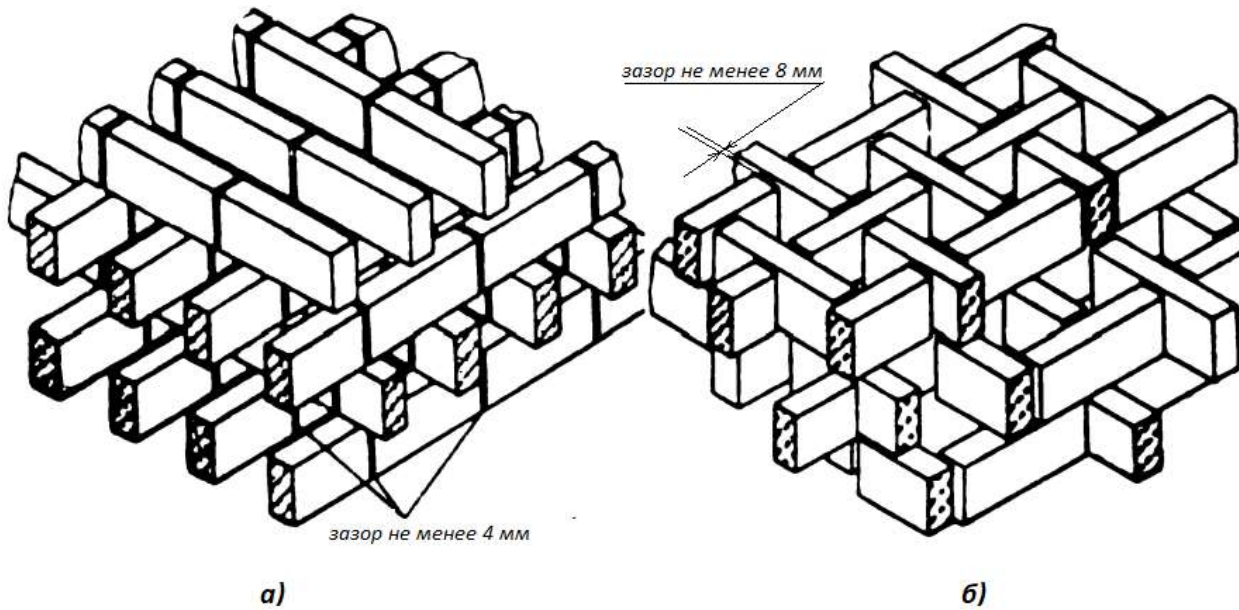 зазор не менее 8 мм
зазор не менее 4 мм
а)
б)